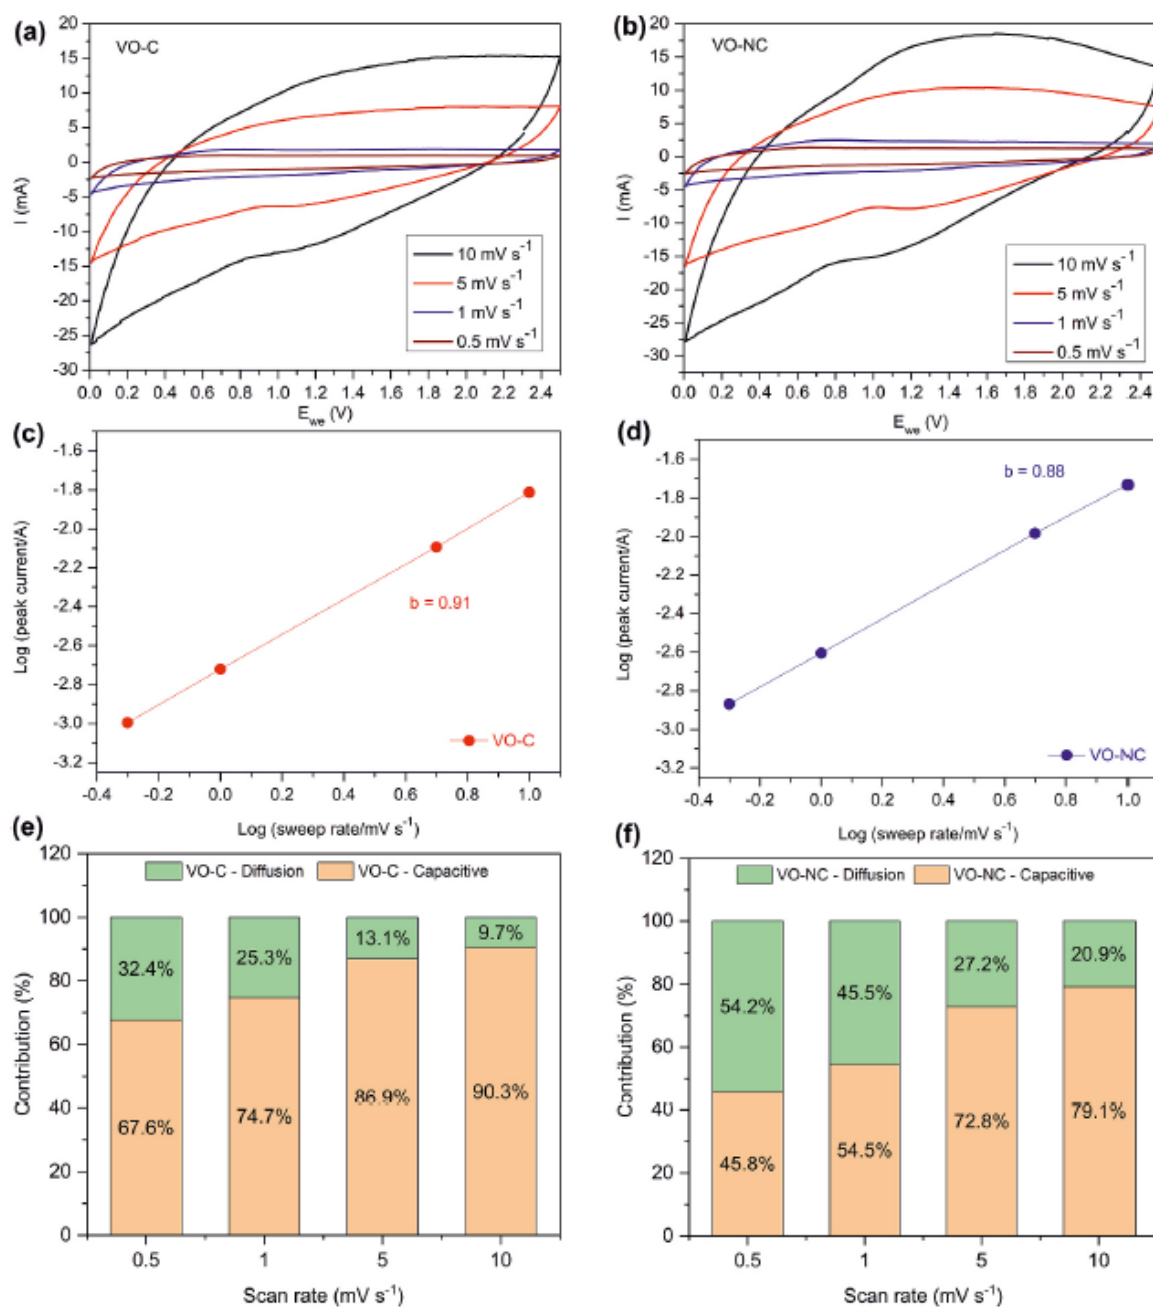 (a)
VO-C
20
15
10
5
0
-5
-10
-15
-20
-25
-30
I (mA)
10 mV s⁻¹
5 mV s⁻¹
1 mV s⁻¹
0.5 mV s⁻¹
0.0 0.2 0.4 0.6 0.8 1.0 1.2 1.4 1.6 1.8 2.0 2.2 2.4
E_we (V)
(b)
VO-NC
20
15
10
5
0
-5
-10
-15
-20
-25
-30
I (mA)
10 mV s⁻¹
5 mV s⁻¹
1 mV s⁻¹
0.5 mV s⁻¹
0.0 0.2 0.4 0.6 0.8 1.0 1.2 1.4 1.6 1.8 2.0 2.2 2.4
E_we (V)
(c)
-1.6
-1.8
-2.0
-2.2
-2.4
-2.6
-2.8
-3.0
-3.2
Log (peak current/A)
b = 0.91
VO-C
-0.4 -0.2 0.0 0.2 0.4 0.6 0.8 1.0
Log (sweep rate/mV s⁻¹)
(d)
-1.6
-1.8
-2.0
-2.2
-2.4
-2.6
-2.8
-3.0
-3.2
Log (peak current/A)
b = 0.88
VO-NC
-0.4 -0.2 0.0 0.2 0.4 0.6 0.8 1.0
Log (sweep rate/mV s⁻¹)
(e)
120
100
80
60
40
20
0
Contribution (%)
VO-C - Diffusion VO-C - Capacitive
32.4% 25.3% 13.1% 9.7%
67.6% 74.7% 86.9% 90.3%
0.5 1 5 10
Scan rate (mV s⁻¹)
(f)
120
100
80
60
40
20
0
Contribution (%)
VO-NC - Diffusion VO-NC - Capacitive
54.2% 45.5% 27.2% 20.9%
45.8% 54.5% 72.8% 79.1%
0.5 1 5 10
Scan rate (mV s⁻¹)